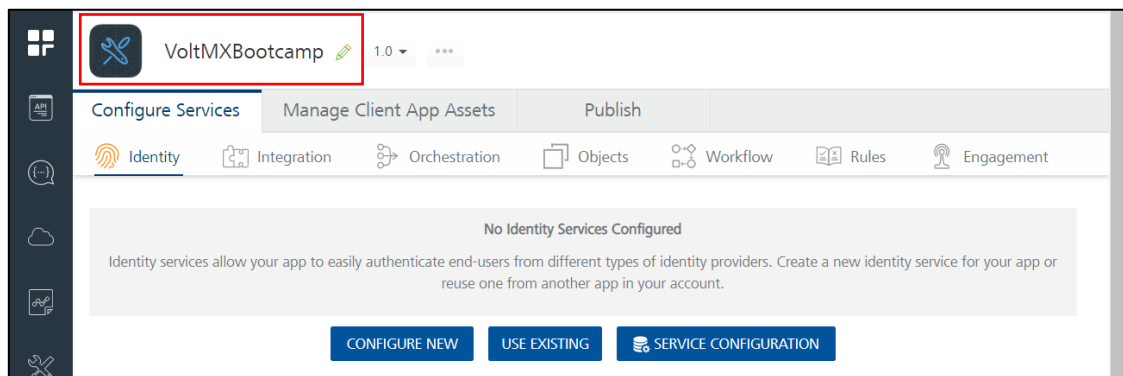 VoltMXBootcamp 1.0
API
Configure Services Manage Client App Assets Publish
Identity Integration Orchestration Objects Workflow Rules Engagement
{···}
No Identity Services Configured
Identity services allow your app to easily authenticate end-users from different types of identity providers. Create a new identity service for your app or
reuse one from another app in your account.
CONFIGURE NEW USE EXISTING SERVICE CONFIGURATION